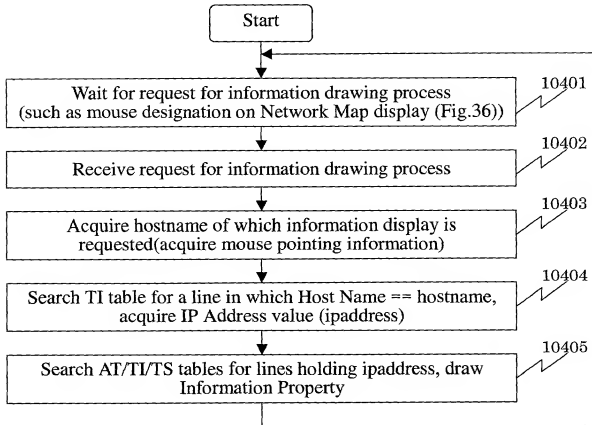 Start
Wait for request for information drawing process
(such as mouse designation on Network Map display (Fig.36))
10401
Receive request for information drawing process
10402
Acquire hostname of which information display is
requested(acquire mouse pointing information)
10403
Search TI table for a line in which Host Name == hostname,
acquire IP Address value (ipaddress)
10404
Search AT/TI/TS tables for lines holding ipaddress, draw
Information Property
10405